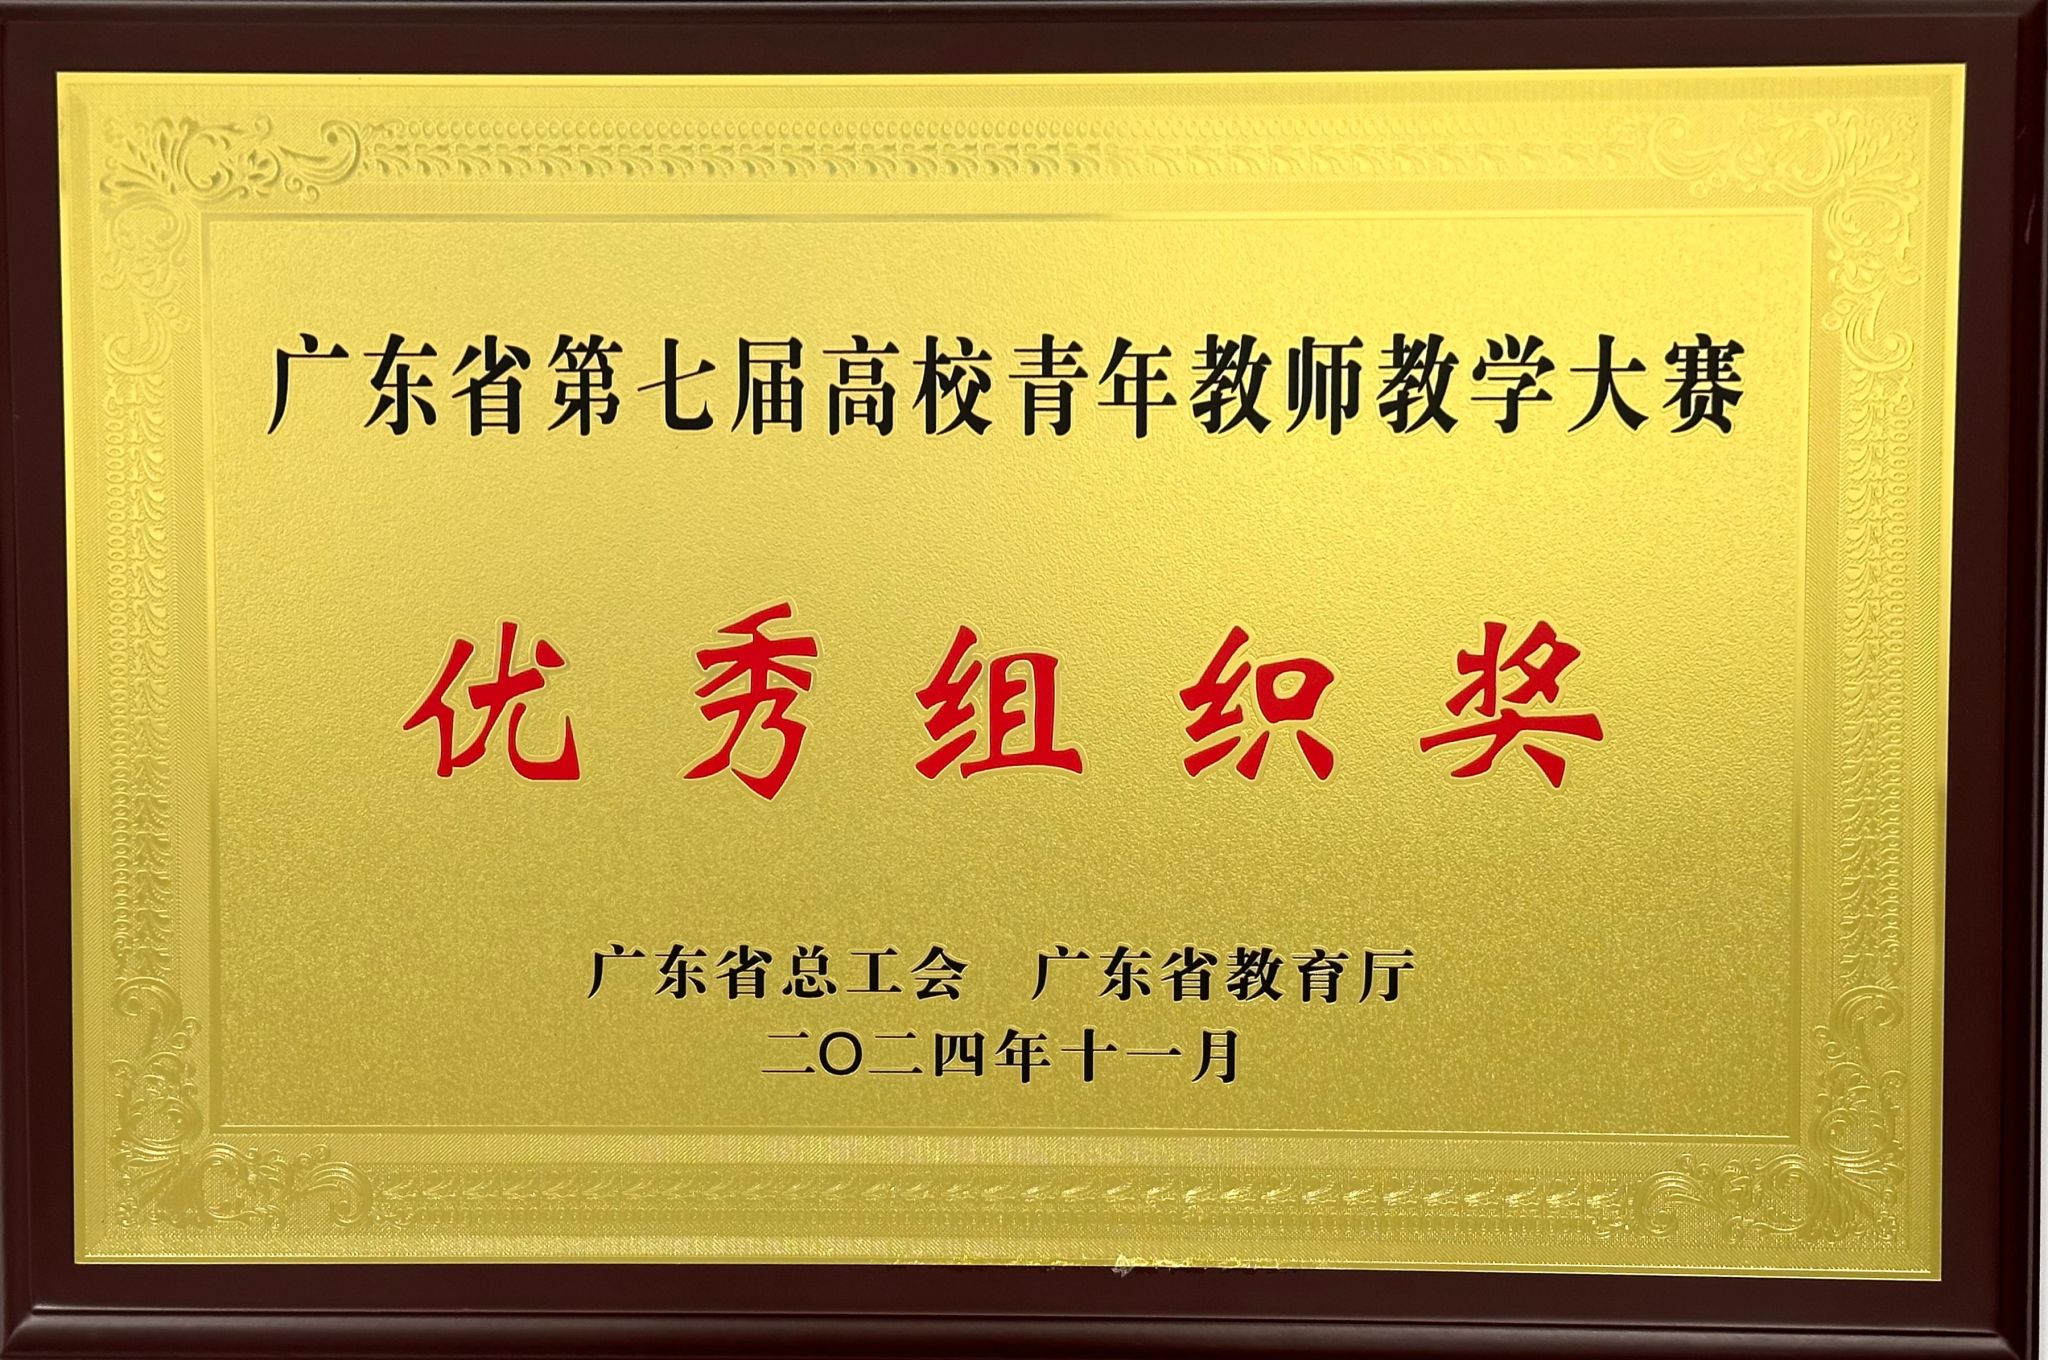 广东省第七届高校青年教师教学大赛
优秀组织奖
广东省总工会 广东省教育厅
二〇二四年十一月